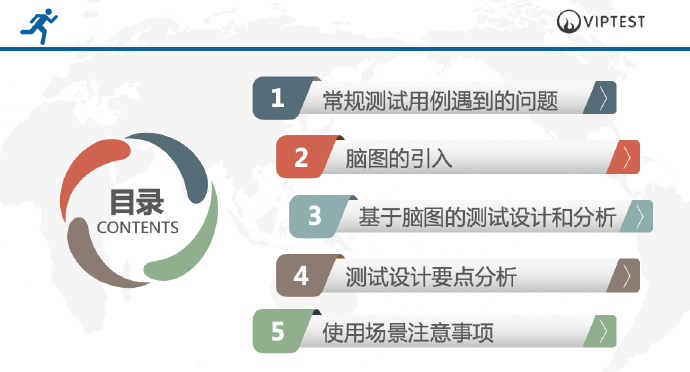 VIPTEST
目录
CONTENTS
1 常规测试用例遇到的问题
2 脑图的引入
3 基于脑图的测试设计和分析
4 测试设计要点分析
5 使用场景注意事项